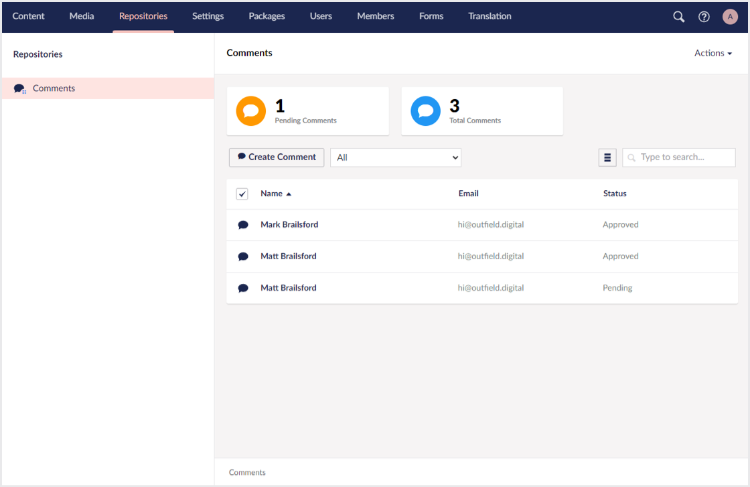 Content Media Repositories Settings Packages Users Members Forms Translation A
Repositories
Comments
Comments
Actions
1
Pending Comments
3
Total Comments
Create Comment
All
Type to search...
Name Email Status
Mark Brailsford hi@outfield.digital Approved
Matt Brailsford hi@outfield.digital Approved
Matt Brailsford hi@outfield.digital Pending
Comments